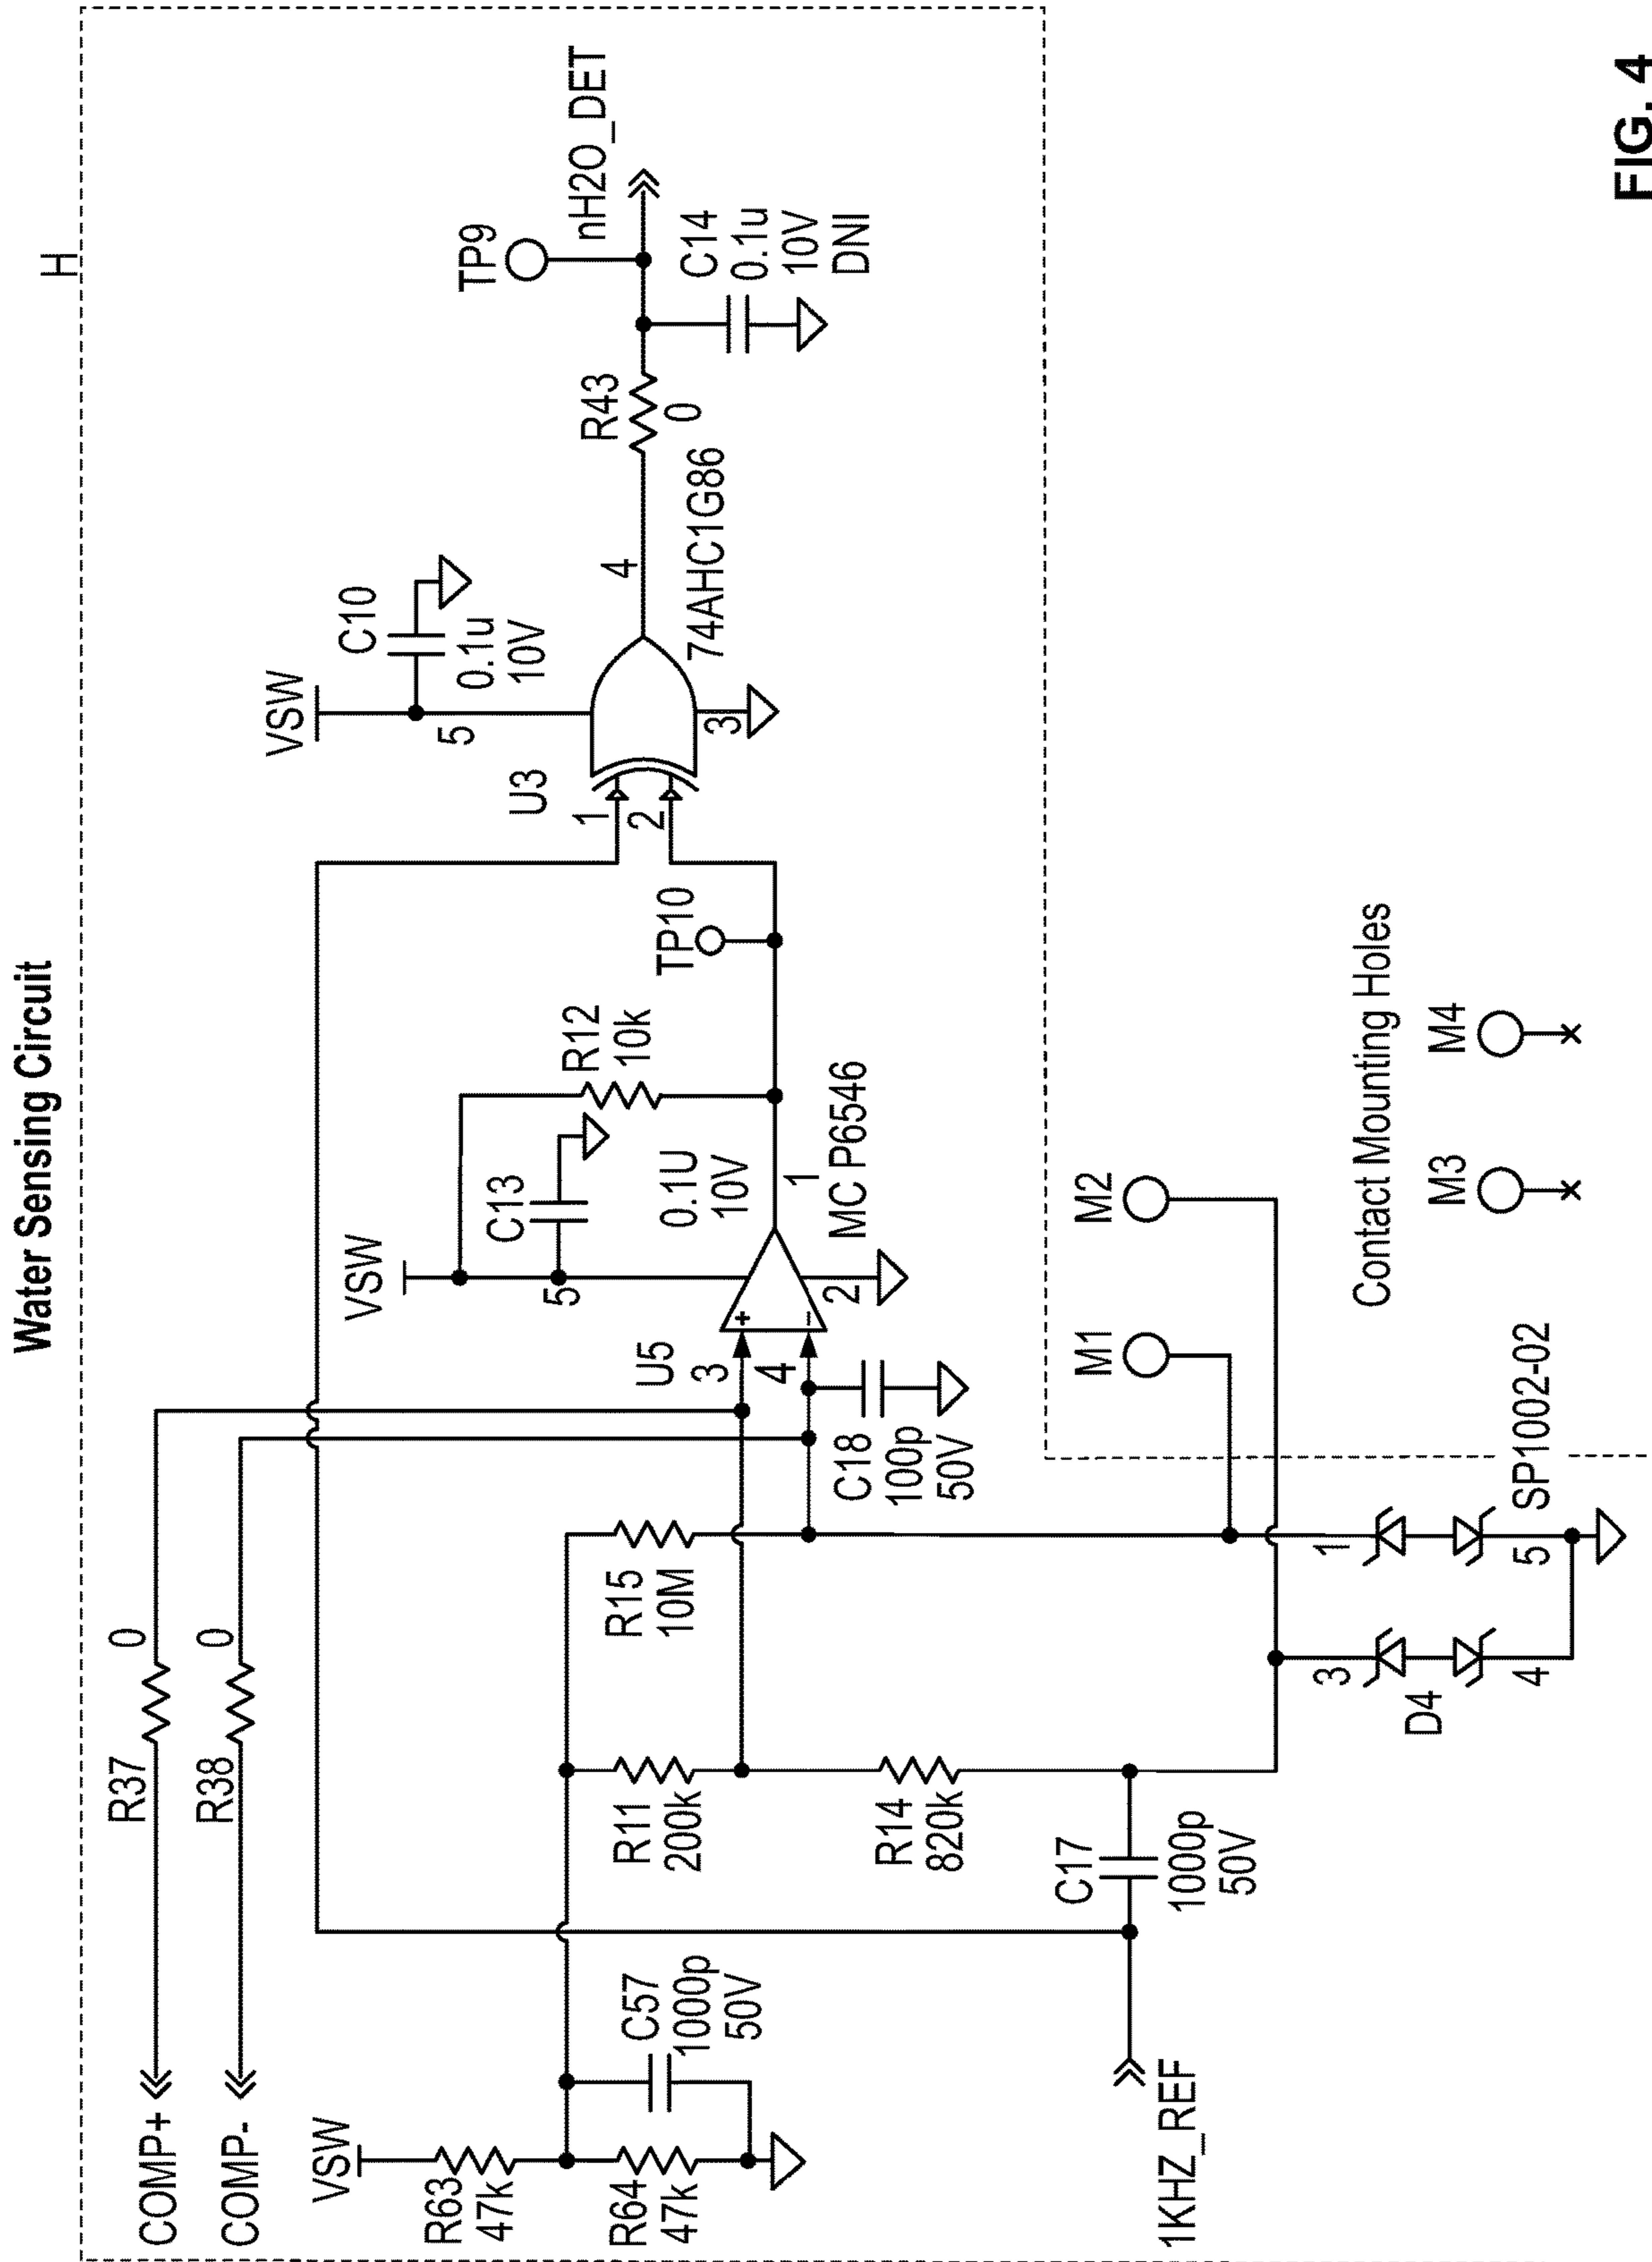 Water Sensing Circuit
H
COMP+
R37
0
COMP-
R38
0
VSW
R63
47k
R64
47k
C57
1000p
50V
R11
200k
R15
10M
R14
820k
C17
1000p
50V
1KHZ_REF
VSW
5
C13
0.1U
10V
R12
10k
U5
3
4
+
–
2
1
MC P6546
C18
100p
50V
TP10
VSW
5
C10
0.1u
10V
U3
1
2
3
4
74AHC1G86
R43
0
TP9
nH2O_DET
C14
0.1u
10V
DNI
M1
M2
3
1
D4
4
5
SP1002-02
Contact Mounting Holes
M3
M4
FIG. 4